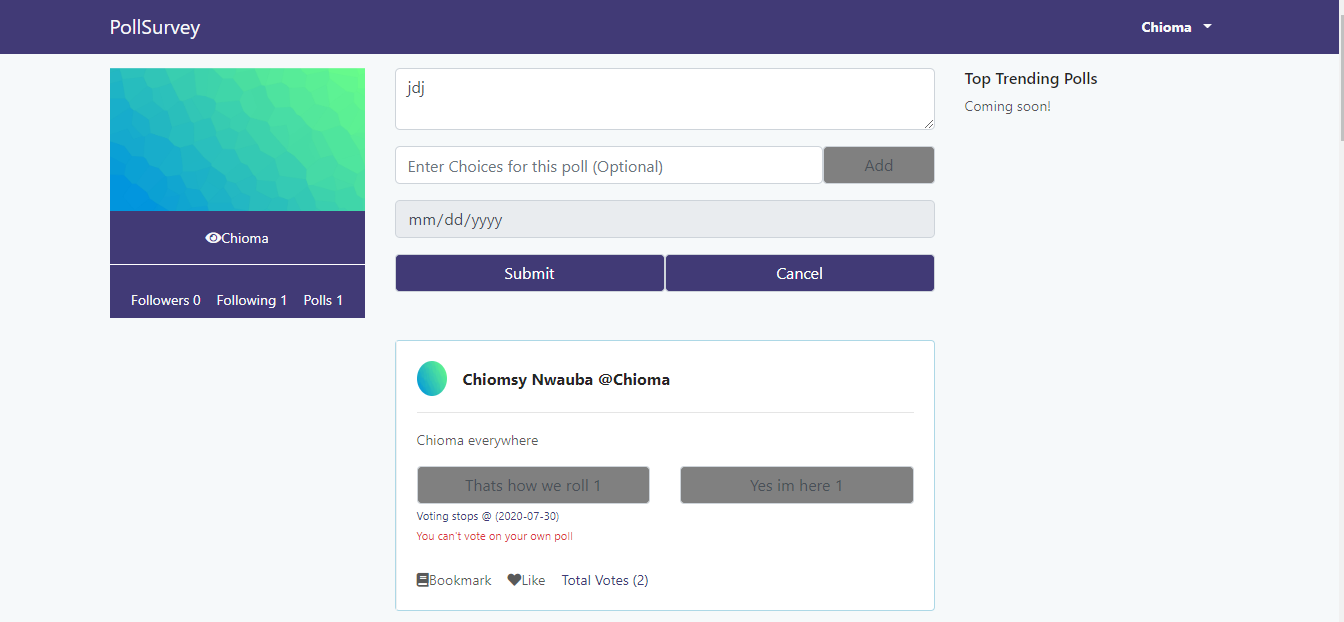 PollSurvey
Chioma
Chioma
Followers 0 Following 1 Polls 1
jdj
Enter Choices for this poll (Optional) Add
mm/dd/yyyy
Submit Cancel
Chiomsy Nwauba @Chioma
Chioma everywhere
Thats how we roll 1 Yes im here 1
Voting stops @ (2020-07-30)
You can't vote on your own poll
Bookmark Like Total Votes (2)
Top Trending Polls
Coming soon!